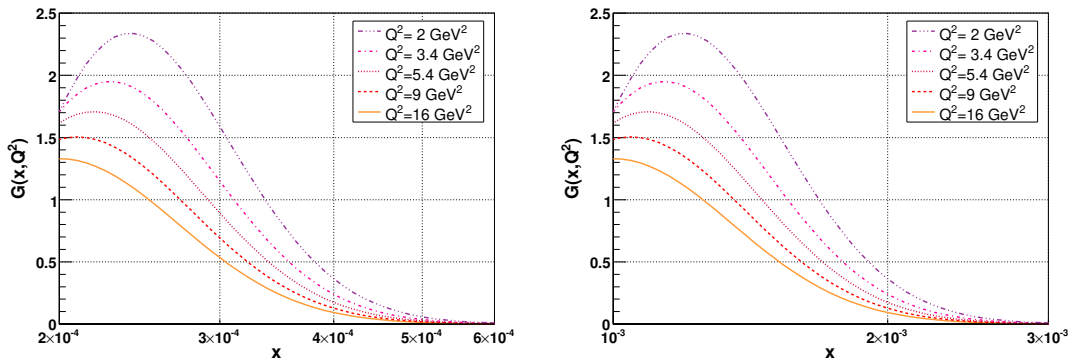 2.5
2
1.5
1
0.5
0
G(x,Q²)
Q²= 2 GeV²
Q²= 3.4 GeV²
Q²=5.4 GeV²
Q²=9 GeV²
Q²=16 GeV²
2×10⁻⁴ 3×10⁻⁴ 4×10⁻⁴ 5×10⁻⁴ 6×10⁻⁴
x
2.5
2
1.5
1
0.5
0
G(x,Q²)
Q²= 2 GeV²
Q²= 3.4 GeV²
Q²=5.4 GeV²
Q²=9 GeV²
Q²=16 GeV²
10⁻³ 2×10⁻³ 3×10⁻³
x